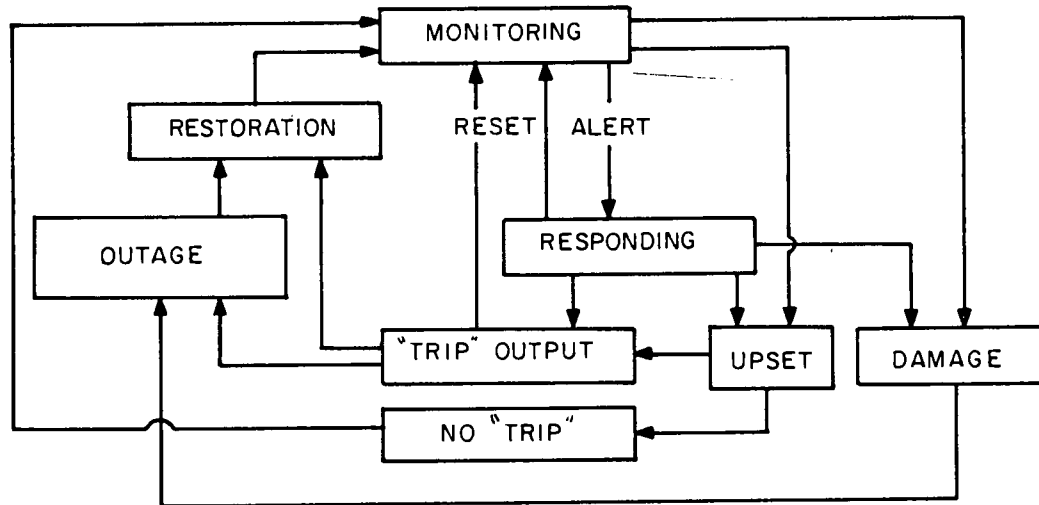 MONITORING
RESTORATION
RESET
ALERT
OUTAGE
RESPONDING
"TRIP" OUTPUT
UPSET
DAMAGE
NO "TRIP"